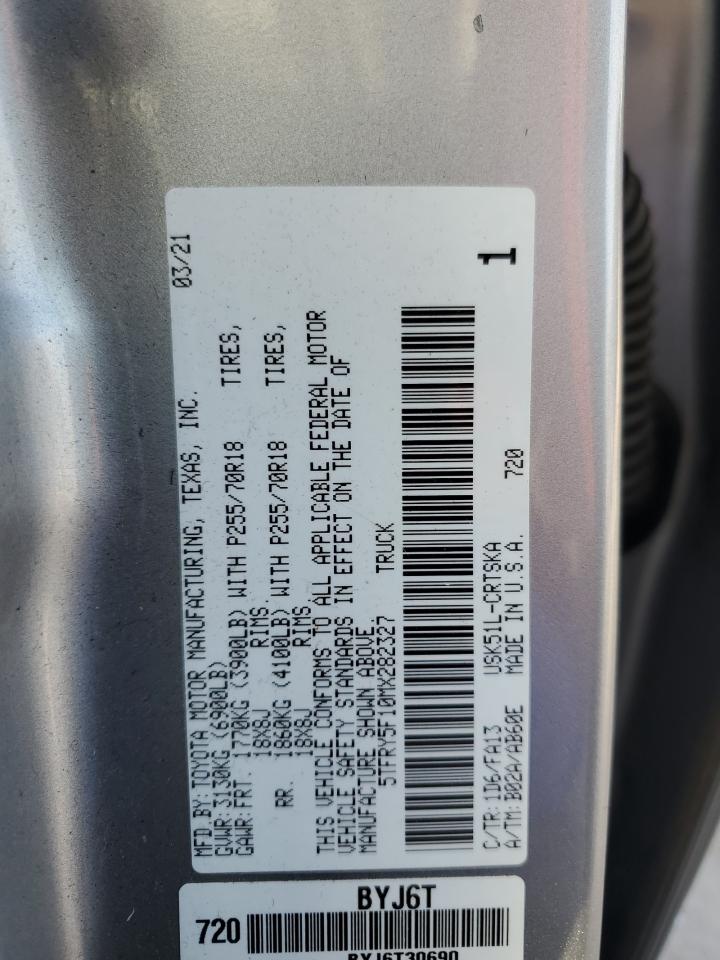 MFD.BY:TOYOTA MOTOR MANUFACTURING, TEXAS, INC. 03/21
GVWR:3130KG (6900LB)
GAWR:FRT. 1770KG (3900LB) WITH P255/70R18 TIRES,
18X8J RIMS.
RR. 1860KG (4100LB) WITH P255/70R18 TIRES,
18X8J RIMS.
THIS VEHICLE CONFORMS TO ALL APPLICABLE FEDERAL MOTOR
VEHICLE SAFETY STANDARDS IN EFFECT ON THE DATE OF
MANUFACTURE SHOWN ABOVE.
5TFRY5F10MX282327 TRUCK
C/TR:1D6/FA13 USK51L-CRTSKA 720 1
A/TM:B02A/AB60E MADE IN U.S.A.
BYJ6T
720
BYJ6T30690